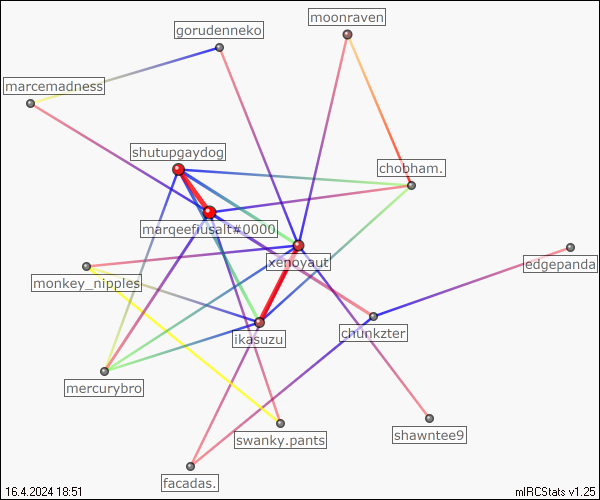 moonraven
gorudenneko
marcemadness
shutupgaydog
chobham.
marqeefusalt#0000
xenoyaut
edgepanda
monkey_nipples
ikasuzu
chunkzter
mercurybro
swanky.pants
shawntee9
facadas.
16.4.2024 18:51
mIRCStats v1.25